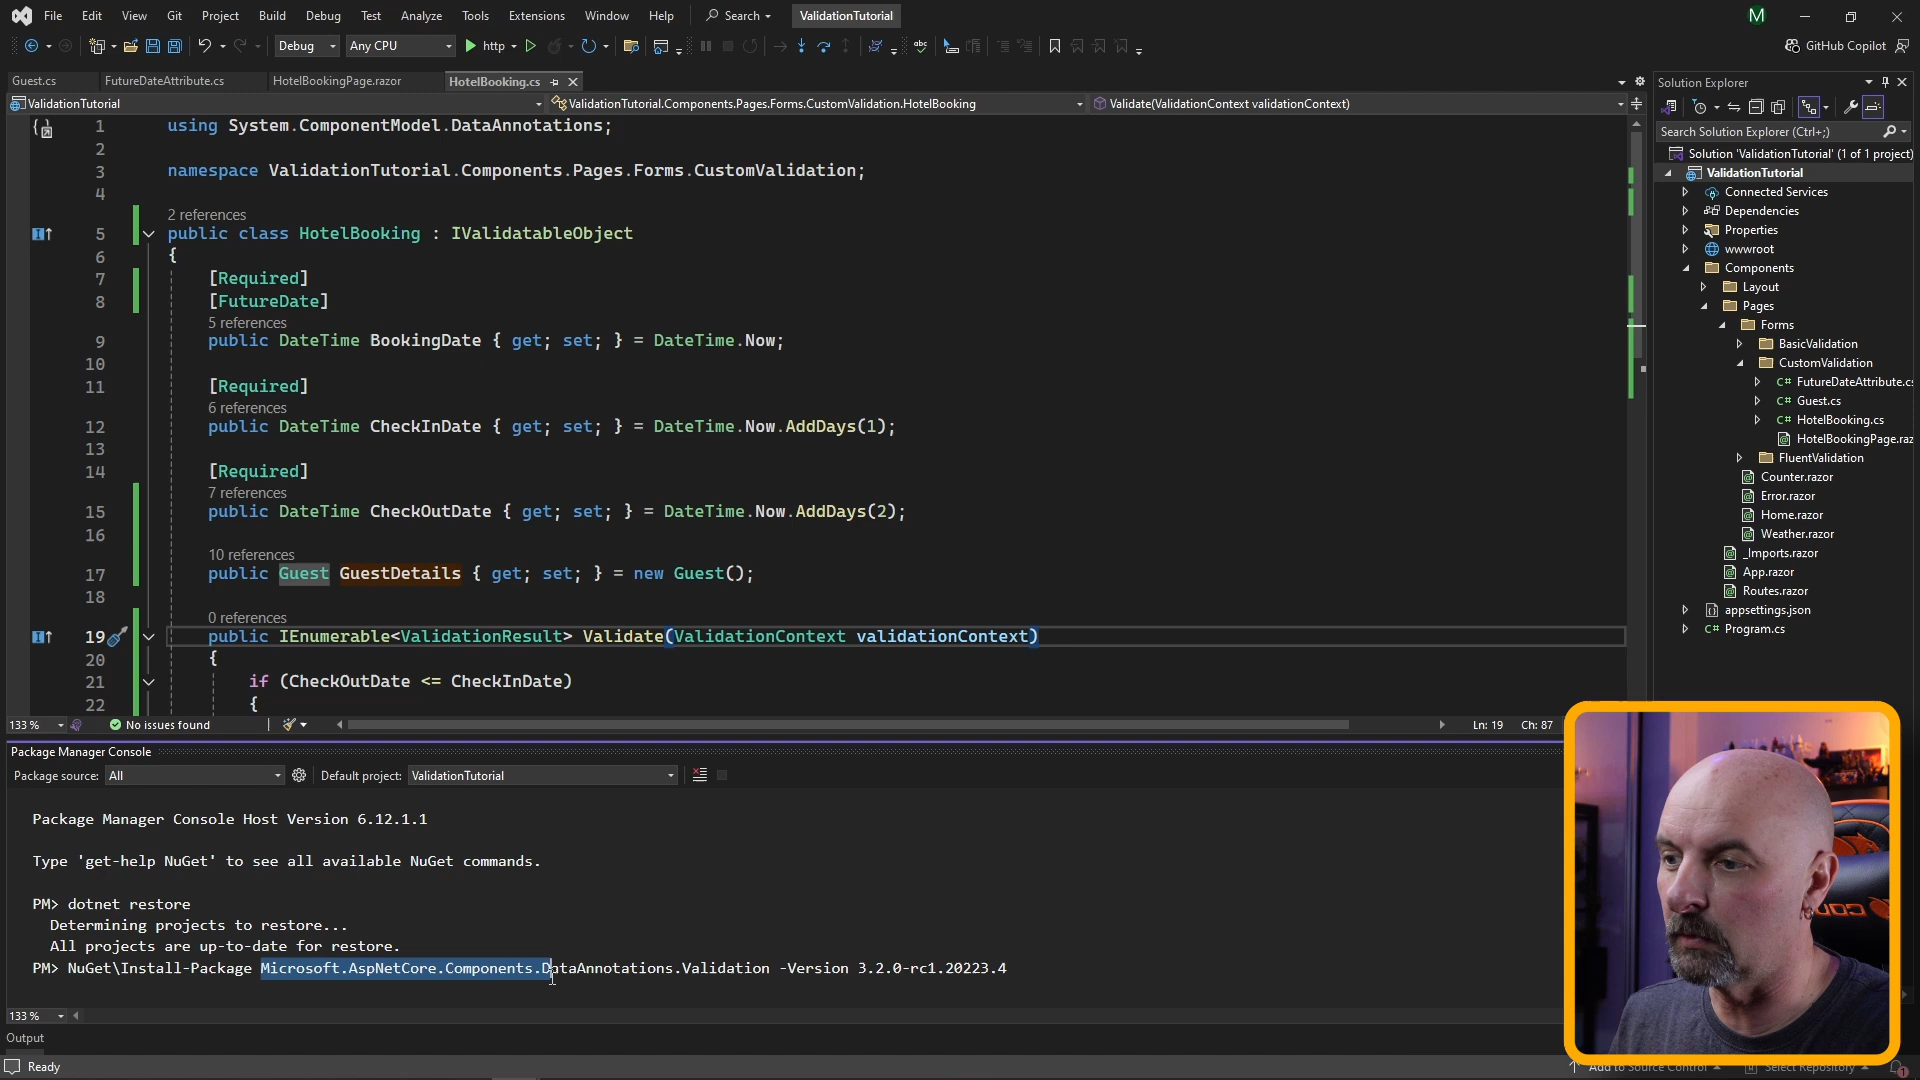 File Edit View Git Project Build Debug Test Analyze Tools Extensions Window Help Search ValidationTutorial M
Debug Any CPU http GitHub Copilot
Guest.cs FutureDateAttribute.cs HotelBookingPage.razor HotelBooking.cs
ValidationTutorial ValidationTutorial.Components.Pages.Forms.CustomValidation.HotelBooking Validate(ValidationContext validationContext)
1 using System.ComponentModel.DataAnnotations;
2
3 namespace ValidationTutorial.Components.Pages.Forms.CustomValidation;
4
2 references
5 public class HotelBooking : IValidatableObject
6 {
7 [Required]
8 [FutureDate]
5 references
9 public DateTime BookingDate { get; set; } = DateTime.Now;
10
11 [Required]
6 references
12 public DateTime CheckInDate { get; set; } = DateTime.Now.AddDays(1);
13
14 [Required]
7 references
15 public DateTime CheckOutDate { get; set; } = DateTime.Now.AddDays(2);
16
10 references
17 public Guest GuestDetails { get; set; } = new Guest();
18
0 references
19 public IEnumerable<ValidationResult> Validate(ValidationContext validationContext)
20 {
21 if (CheckOutDate <= CheckInDate)
22 {
133 % No issues found Ln: 19 Ch: 87
Package Manager Console
Package source: All Default project: ValidationTutorial
Package Manager Console Host Version 6.12.1.1
Type 'get-help NuGet' to see all available NuGet commands.
PM> dotnet restore
Determining projects to restore...
All projects are up-to-date for restore.
PM> NuGet\Install-Package Microsoft.AspNetCore.Components.DataAnnotations.Validation -Version 3.2.0-rc1.20223.4
133 %
Output
Ready
Solution Explorer
Search Solution Explorer (Ctrl+;)
Solution 'ValidationTutorial' (1 of 1 project)
ValidationTutorial
Connected Services
Dependencies
Properties
wwwroot
Components
Layout
Pages
Forms
BasicValidation
CustomValidation
C# FutureDateAttribute.cs
C# Guest.cs
C# HotelBooking.cs
HotelBookingPage.raz
FluentValidation
Counter.razor
Error.razor
Home.razor
Weather.razor
_Imports.razor
App.razor
Routes.razor
appsettings.json
C# Program.cs
Add to Source Control Select Repository 1